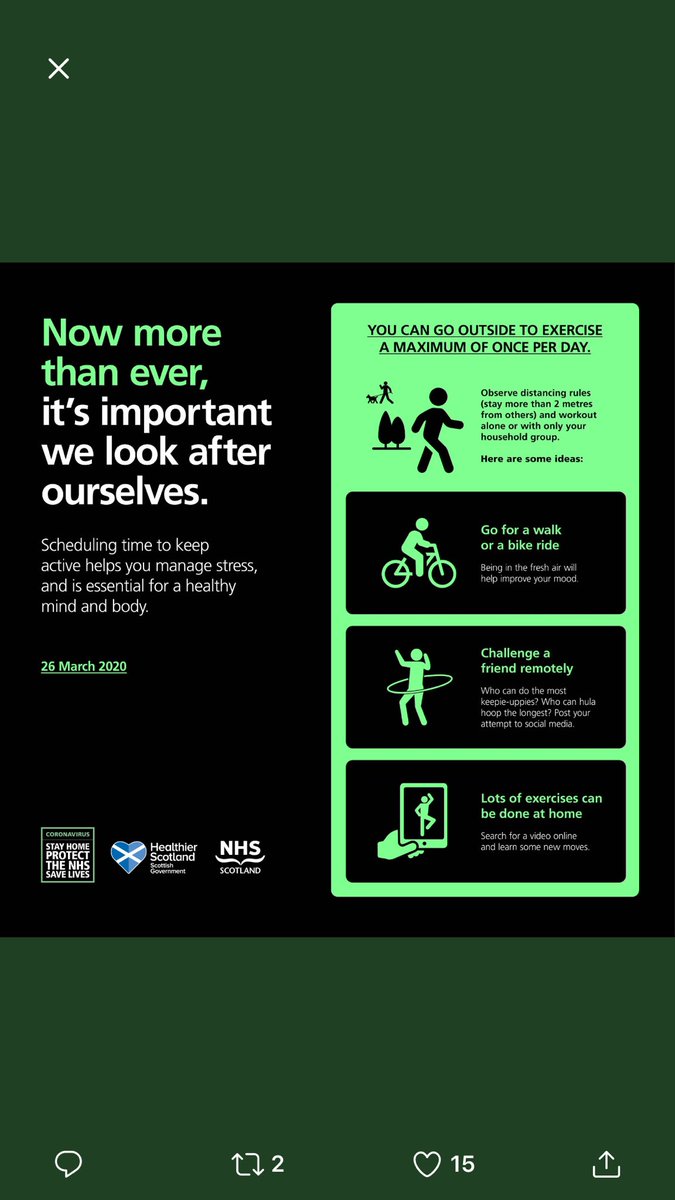 Now more
than ever,
it's important
we look after
ourselves.
Scheduling time to keep
active helps you manage stress,
and is essential for a healthy
mind and body.
26 March 2020
CORONAVIRUS
STAY HOME
PROTECT
THE NHS
SAVE LIVES
Healthier
Scotland
Scottish
Government
NHS
SCOTLAND
YOU CAN GO OUTSIDE TO EXERCISE
A MAXIMUM OF ONCE PER DAY.
Observe distancing rules
(stay more than 2 metres
from others) and workout
alone or with only your
household group.
Here are some ideas:
Go for a walk
or a bike ride
Being in the fresh air will
help improve your mood.
Challenge a
friend remotely
Who can do the most
keepie-uppies? Who can hula
hoop the longest? Post your
attempt to social media.
Lots of exercises can
be done at home
Search for a video online
and learn some new moves.
2
15